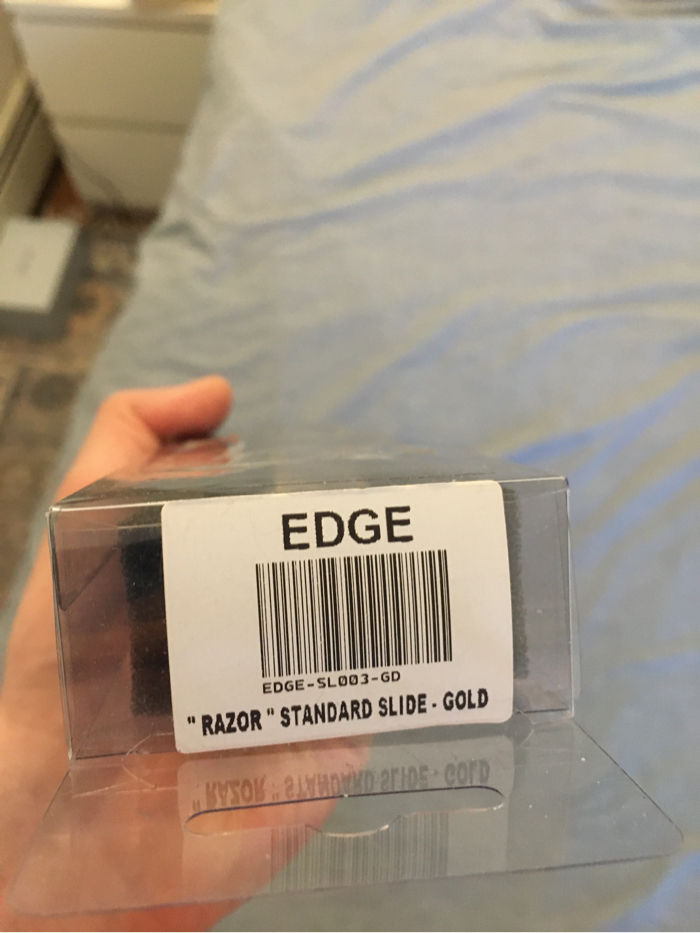 EDGE
EDGE-SL003-GD
" RAZOR " STANDARD SLIDE - GOLD